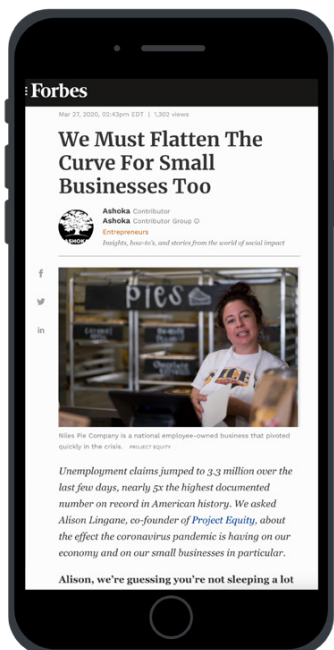 Forbes
Mar 27, 2020, 02:43pm EDT | 1,302 views
We Must Flatten The
Curve For Small
Businesses Too
ASHOKA
Ashoka Contributor
Ashoka Contributor Group
Entrepreneurs
Insights, how-to's, and stories from the world of social impact
pies
Niles Pie Company is a national employee-owned business that pivoted
quickly in the crisis. PROJECT EQUITY
Unemployment claims jumped to 3.3 million over the
last few days, nearly 5x the highest documented
number on record in American history. We asked
Alison Lingane, co-founder of Project Equity, about
the effect the coronavirus pandemic is having on our
economy and on our small businesses in particular.
Alison, we're guessing you're not sleeping a lot